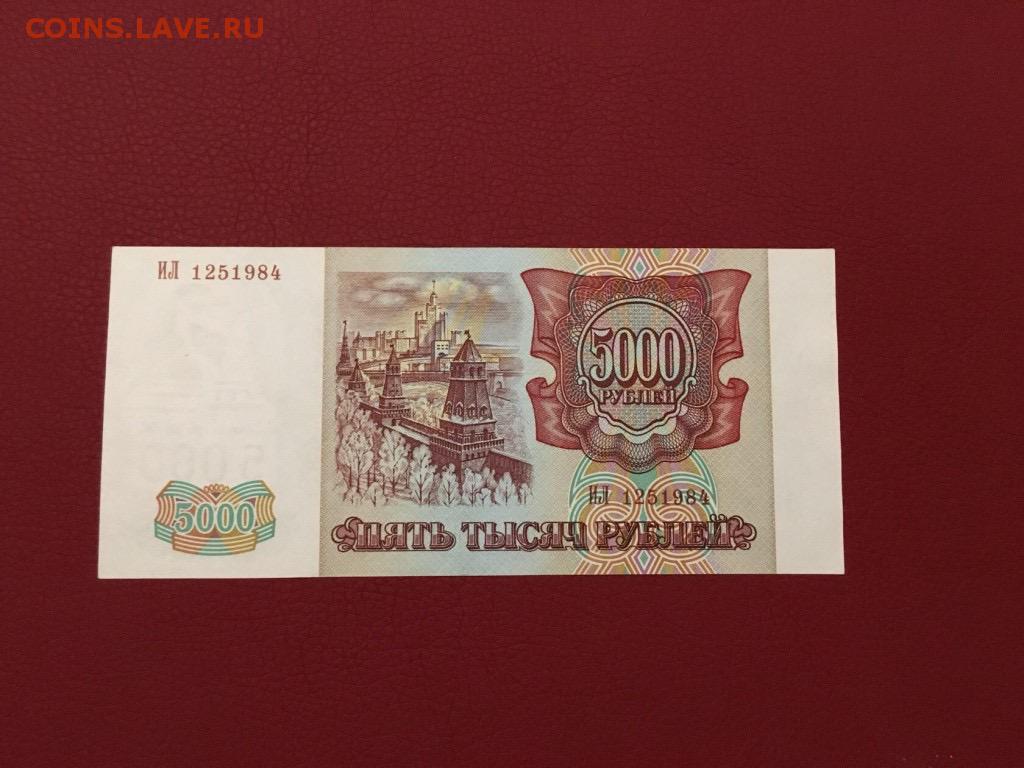 COINS.LAVE.RU
ИЛ 1251984
5000
РУБЛЕЙ
ИЛ 1251984
5000
ПЯТЬ ТЫСЯЧ РУБЛЕЙ